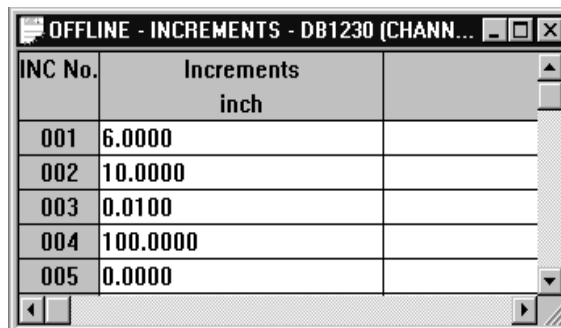 OFFLINE - INCREMENTS - DB1230 (CHANN...
INC No. Increments
inch
001 6.0000
002 10.0000
003 0.0100
004 100.0000
005 0.0000